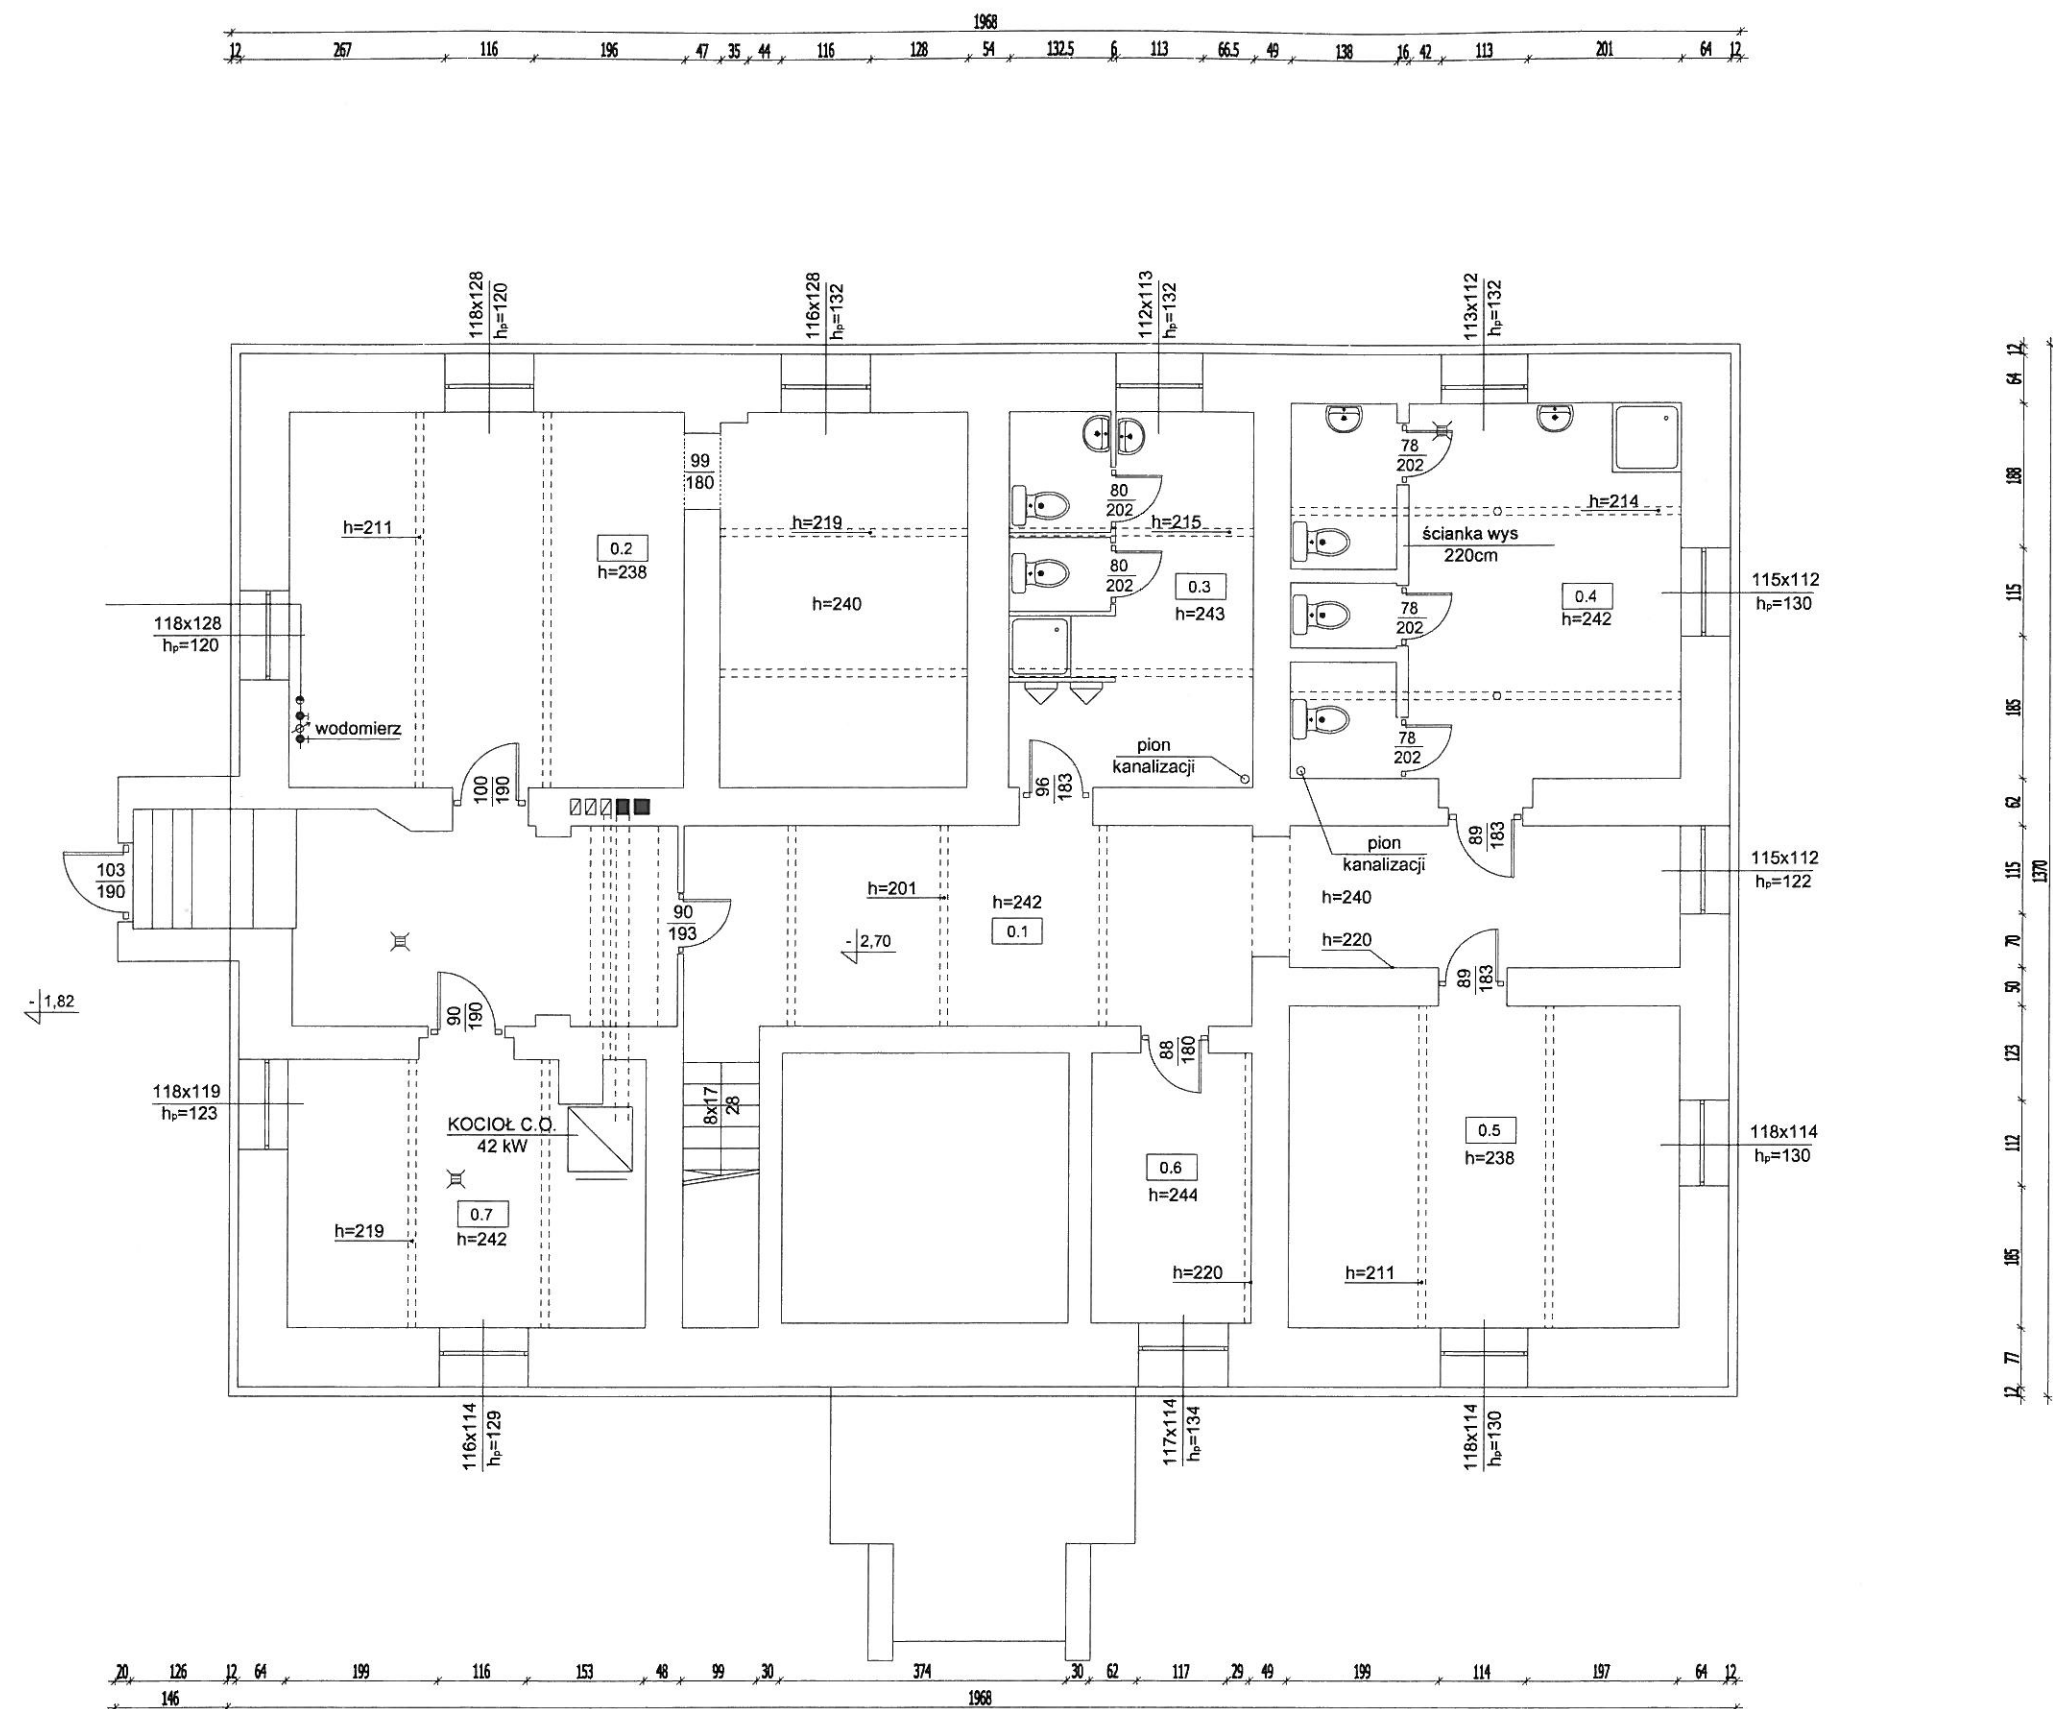 1968
12 267 116 196 47 35 44 116 128 54 132.5 6 113 66.5 49 138 16 42 113 201 64 12
118x128
hₚ=120
116x128
hₚ=132
112x113
hₚ=132
113x112
hₚ=132
12
64
188
115
185
62
115
70
50
123
112
185
77
12
1370
99
180
78
202
80
202
h=211
h=219
h=215
h=214
0.2
h=238
ścianka wys
220cm
80
202
0.3
h=243
h=240
78
202
0.4
h=242
115x112
hₚ=130
118x128
hₚ=120
wodomierz
pion
kanalizacji
78
202
100
190
96
183
89
183
pion
kanalizacji
115x112
hₚ=122
103
190
90
193
h=201
h=242
0.1
h=240
h=220
- 2,70
89
183
- 1,82
90
190
88
180
118x119
hₚ=123
KOCIOŁ C.O.
42 kW
8x17
28
0.5
h=238
118x114
hₚ=130
0.6
h=244
0.7
h=242
h=219
h=220
h=211
116x114
hₚ=129
117x114
hₚ=134
118x114
hₚ=130
20 126 12 64 199 116 153 48 99 30 374 30 62 117 29 49 199 114 197 64 12
146 1968